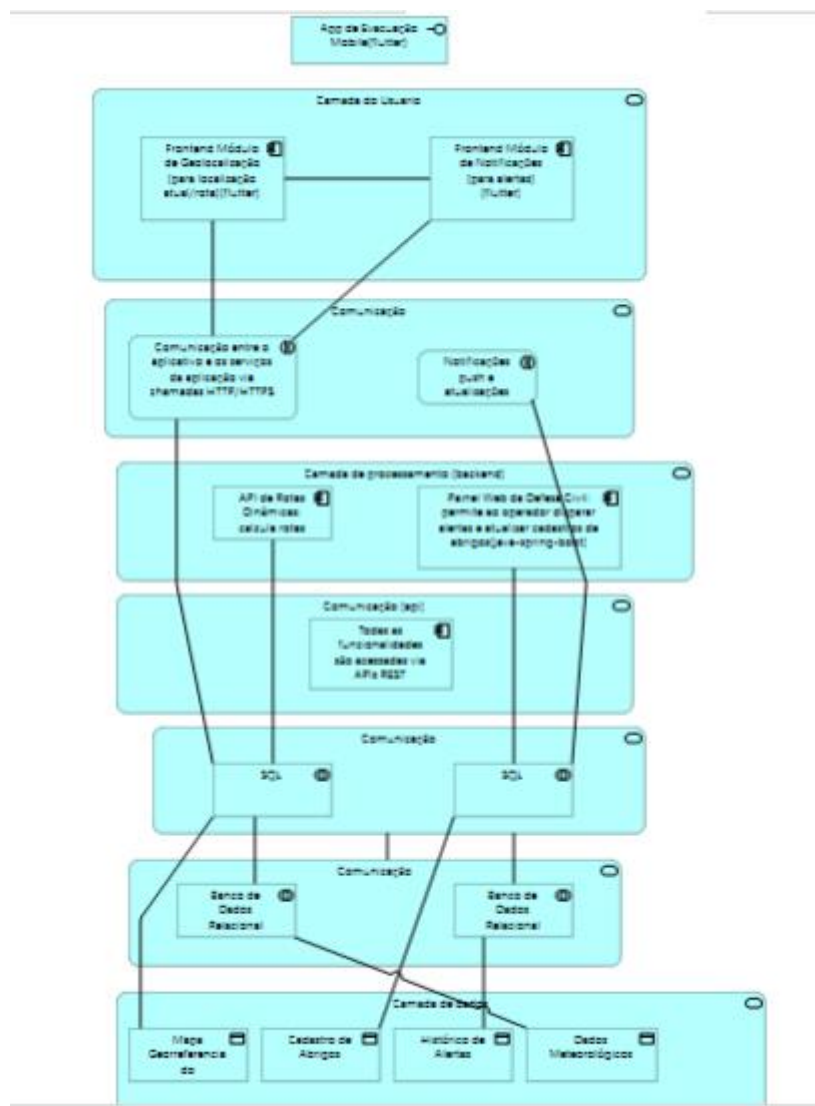 App de Evacuação
Mobile(flutter)
Camada do Usuario
Frontend Módulo
de Geolocalização
(para localização
atual/rota)(flutter)
Frontend Módulo
de Notificações
(para alertas)
(flutter)
Comunicação
Comunicação entre o
aplicativo e os serviços
da aplicação via
chamadas HTTP/HTTPS
Notificações
push e
atualizações
Camada de processamento (backend)
API de Rotas
Dinâmicas:
calcula rotas
Painel Web da Defesa Civil:
permite ao operador disparar
alertas e atualizar cadastros de
abrigos(java-spring-boot)
Comunicação (api)
Todas as
funcionalidades
são acessadas via
APIs REST
Comunicação
SQL
SQL
Comunicação
Banco de
Dados
Relacional
Banco de
Dados
Relacional
Camada de dados
Mapa
Georreferencia
do
Cadastro de
Abrigos
Histórico de
Alertas
Dados
Meteorológicos